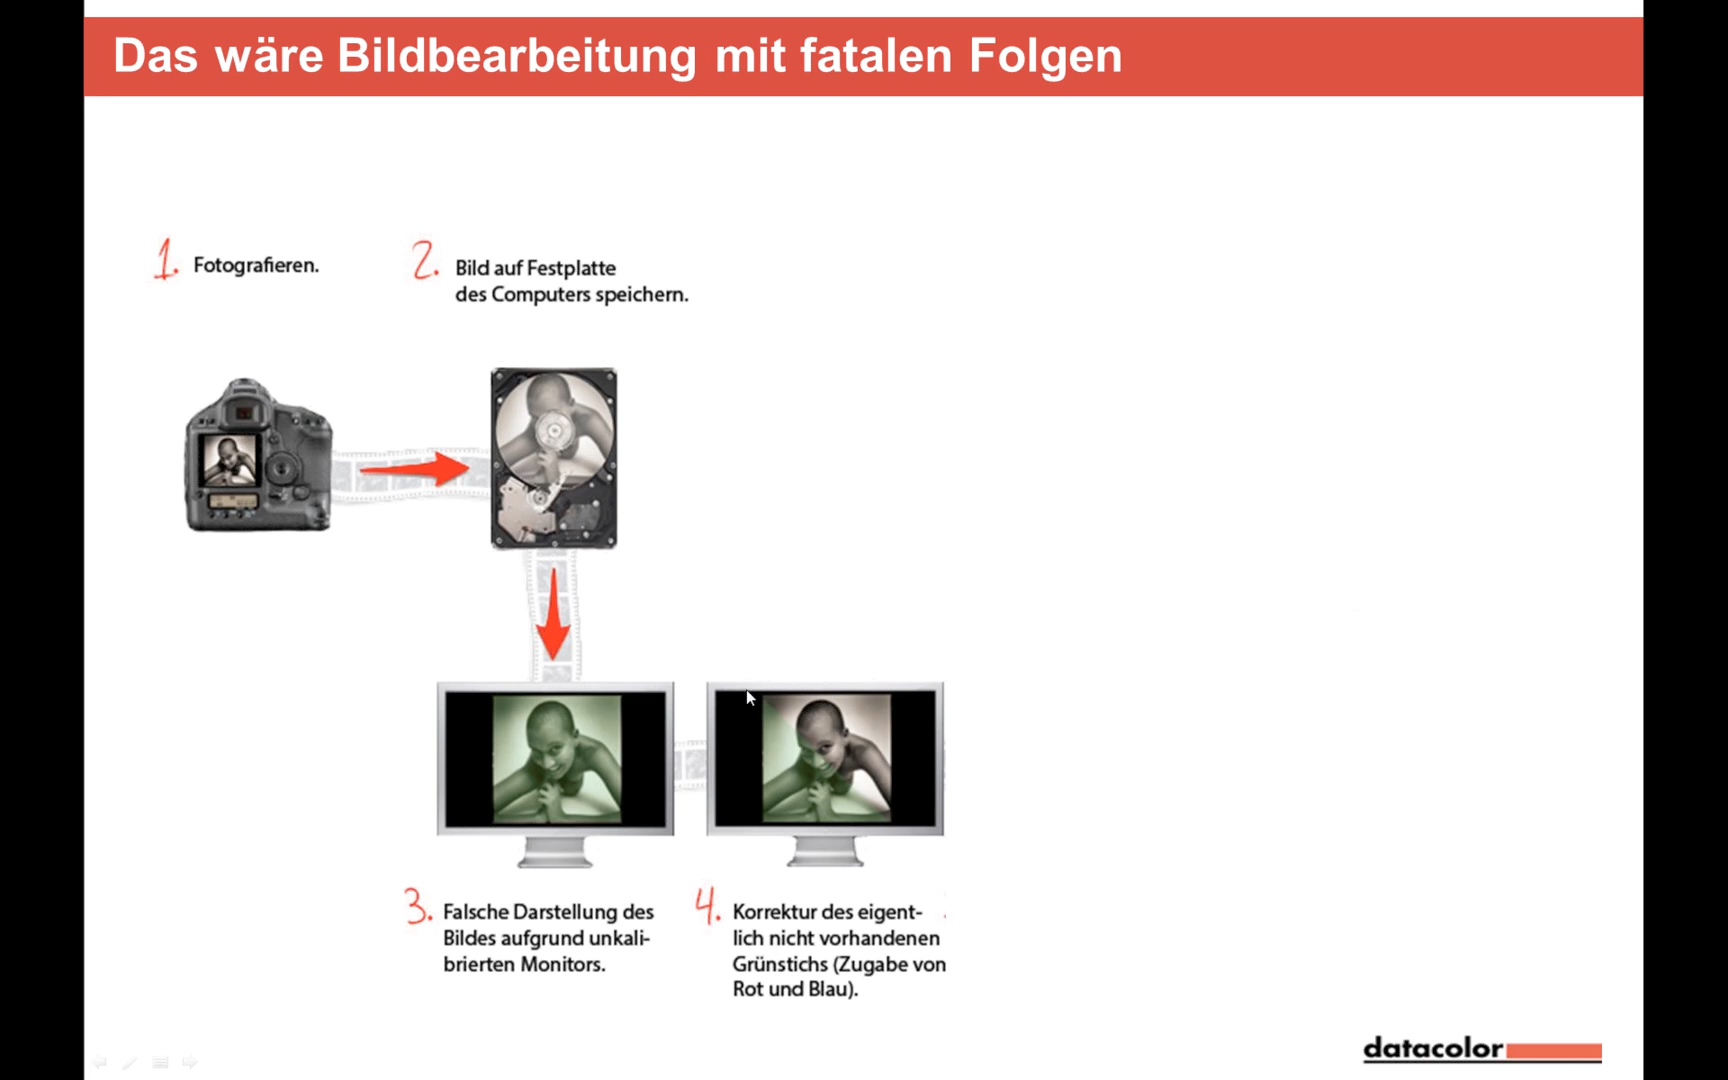 Das wäre Bildbearbeitung mit fatalen Folgen
1. Fotografieren.
2. Bild auf Festplatte
des Computers speichern.
3. Falsche Darstellung des
Bildes aufgrund unkali-
brierten Monitors.
4. Korrektur des eigent-
lich nicht vorhandenen
Grünstichs (Zugabe von
Rot und Blau).
datacolor